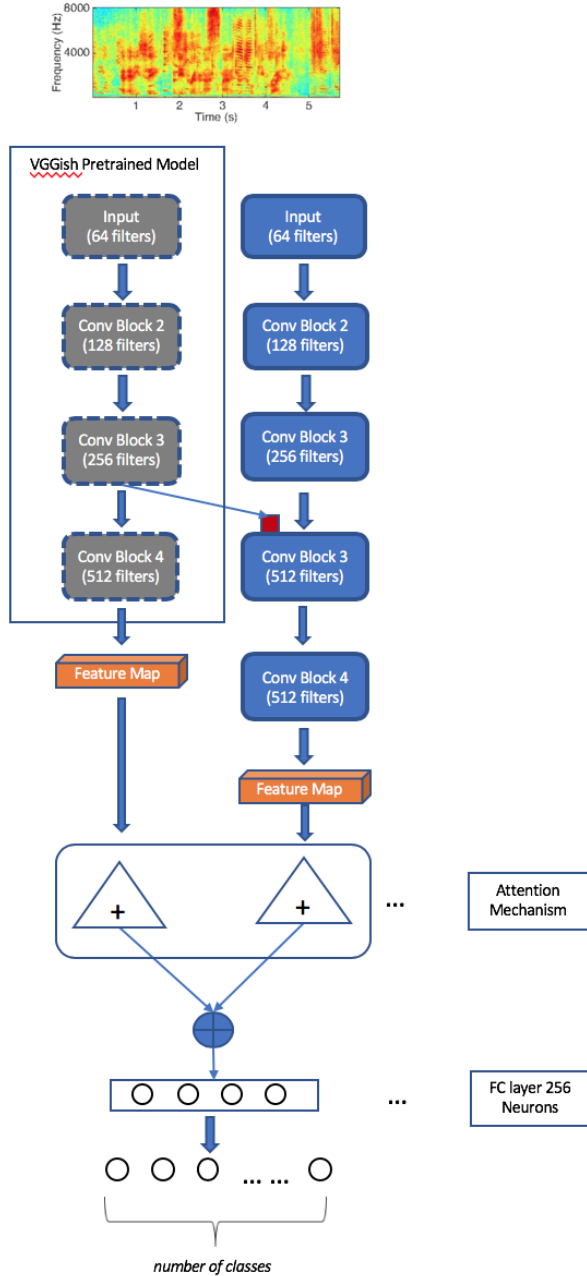 8000
Frequency (Hz)
4000
1 2 3 4 5
Time (s)
VGGish Pretrained Model
Input
(64 filters)
Input
(64 filters)
Conv Block 2
(128 filters)
Conv Block 2
(128 filters)
Conv Block 3
(256 filters)
Conv Block 3
(256 filters)
Conv Block 4
(512 filters)
Conv Block 3
(512 filters)
Feature Map
Conv Block 4
(512 filters)
Feature Map
+ +
...
Attention
Mechanism
...
FC layer 256
Neurons
... ...
number of classes